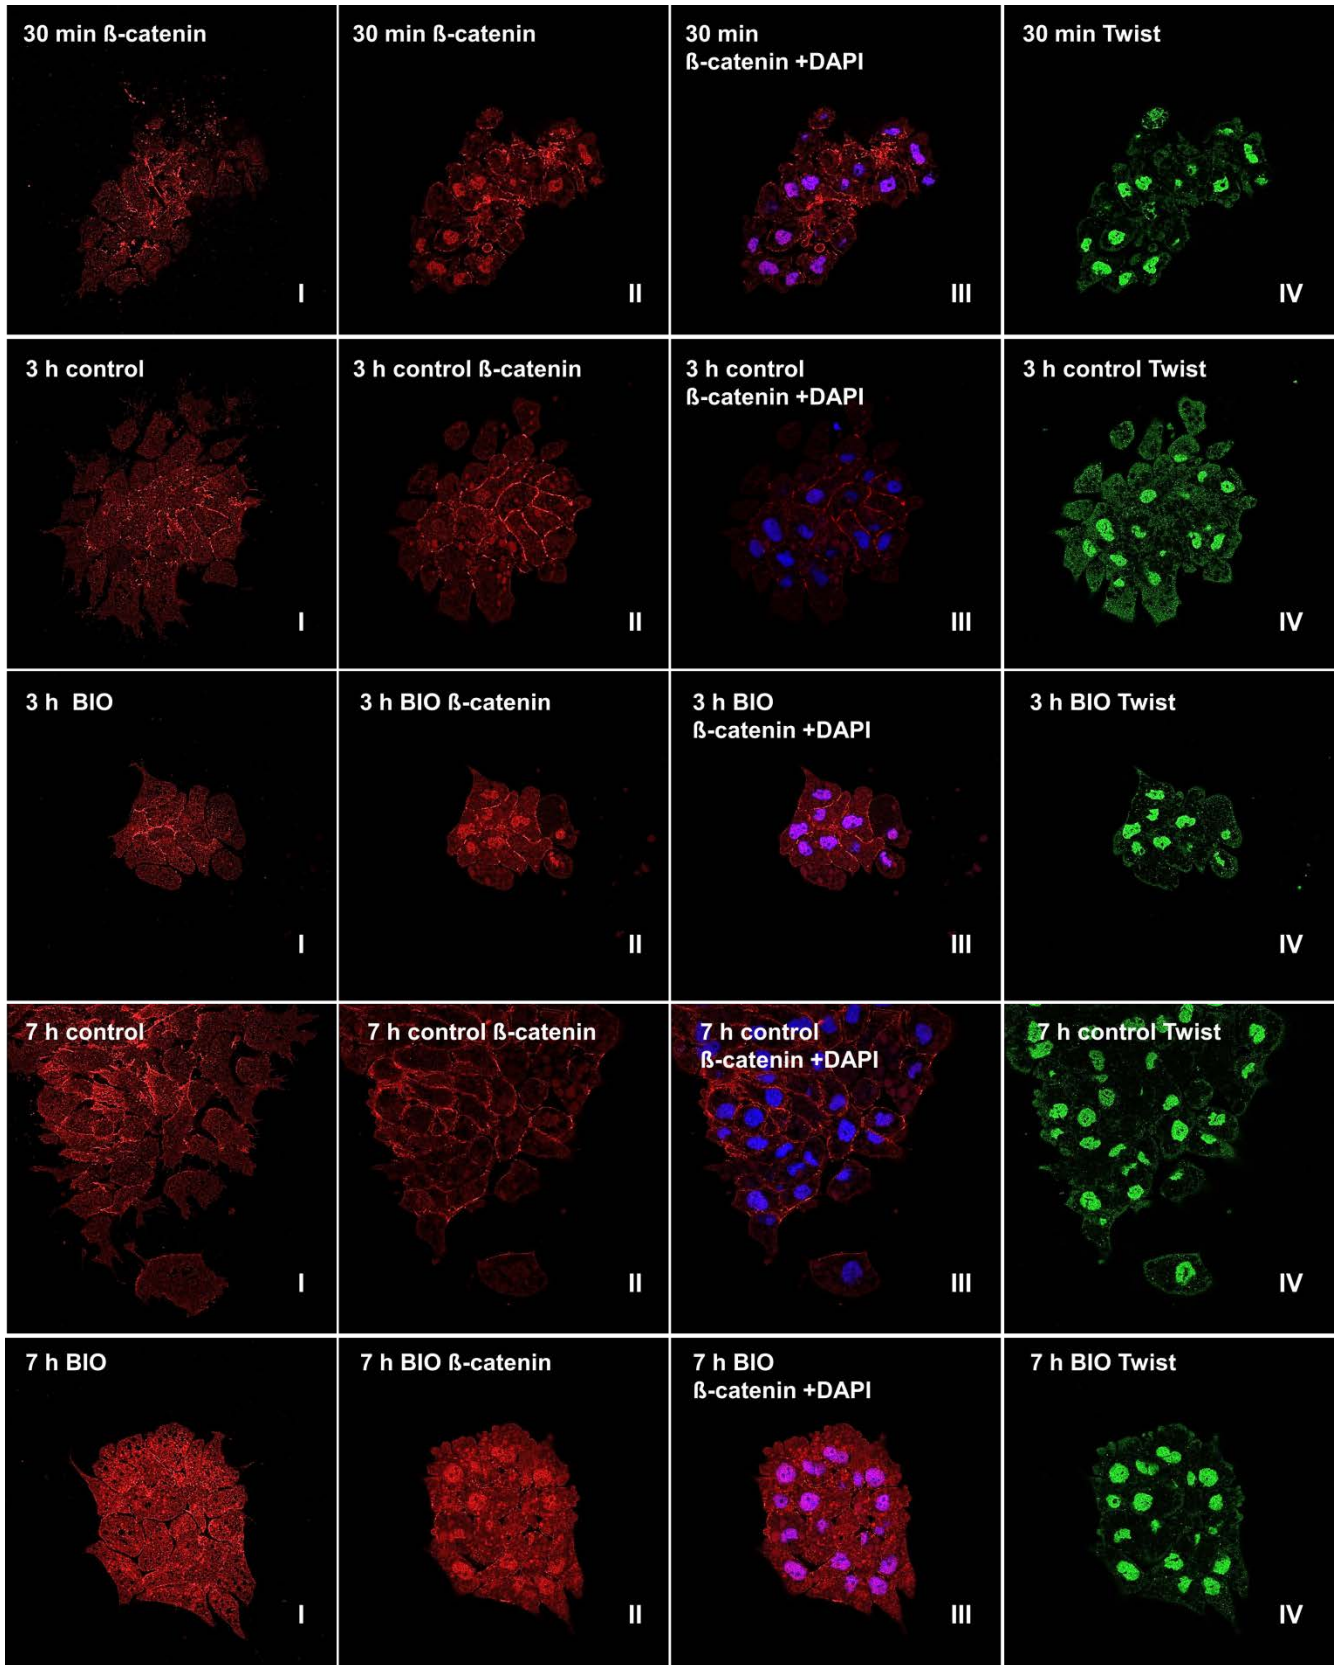 30 min ß-catenin
I
30 min ß-catenin
II
30 min
ß-catenin +DAPI
III
30 min Twist
IV
3 h control
I
3 h control ß-catenin
II
3 h control
ß-catenin +DAPI
III
3 h control Twist
IV
3 h BIO
I
3 h BIO ß-catenin
II
3 h BIO
ß-catenin +DAPI
III
3 h BIO Twist
IV
7 h control
I
7 h control ß-catenin
II
7 h control
ß-catenin +DAPI
III
7 h control Twist
IV
7 h BIO
I
7 h BIO ß-catenin
II
7 h BIO
ß-catenin +DAPI
III
7 h BIO Twist
IV